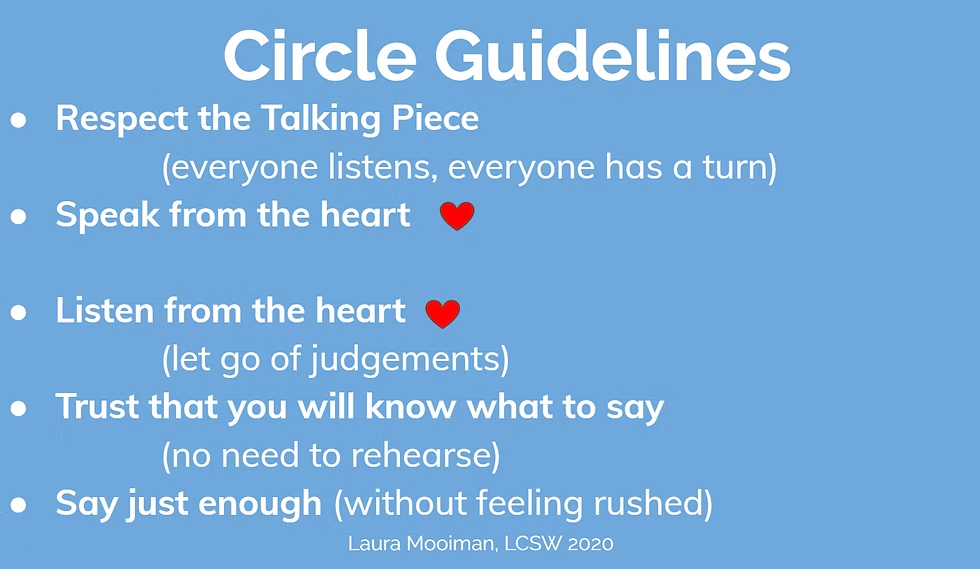 Circle Guidelines
● Respect the Talking Piece
(everyone listens, everyone has a turn)
● Speak from the heart
● Listen from the heart
(let go of judgements)
● Trust that you will know what to say
(no need to rehearse)
● Say just enough (without feeling rushed)
Laura Mooiman, LCSW 2020